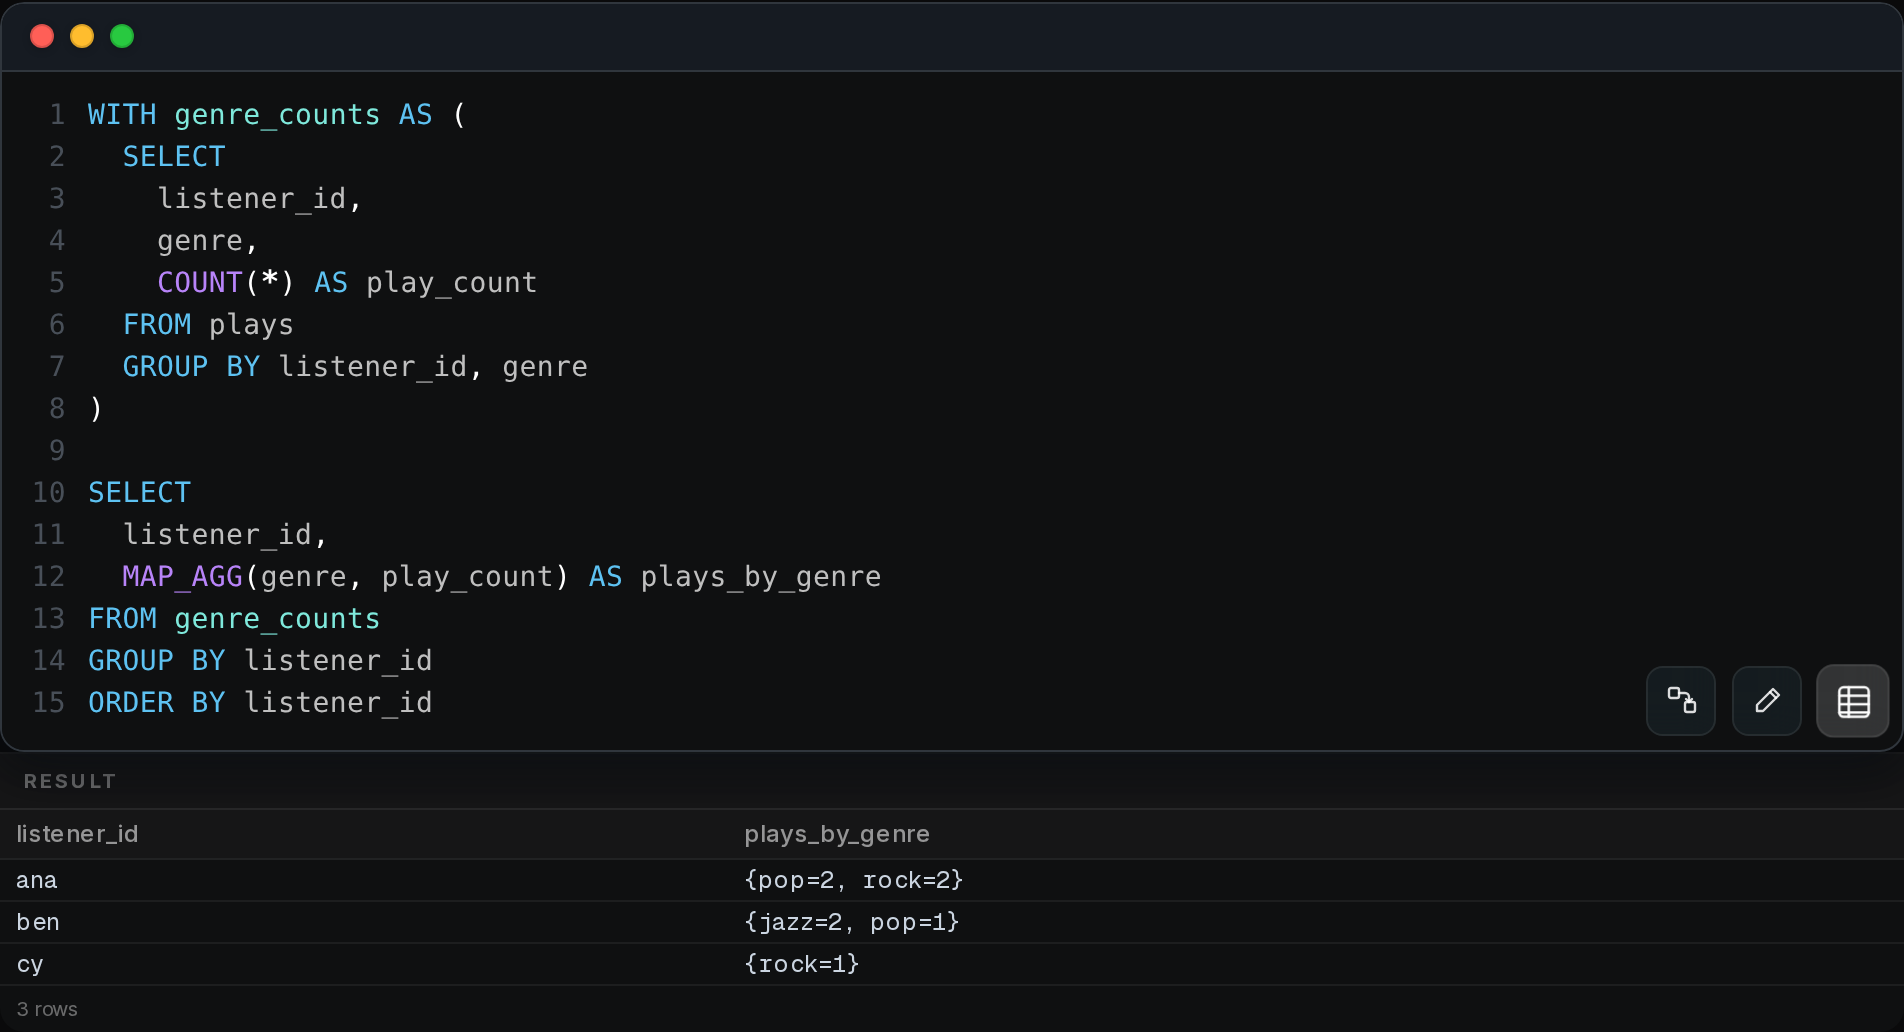 1 WITH genre_counts AS (
2   SELECT
3     listener_id,
4     genre,
5     COUNT(*) AS play_count
6   FROM plays
7   GROUP BY listener_id, genre
8 )
9
10 SELECT
11   listener_id,
12   MAP_AGG(genre, play_count) AS plays_by_genre
13 FROM genre_counts
14 GROUP BY listener_id
15 ORDER BY listener_id
RESULT
listener_id plays_by_genre
ana {pop=2, rock=2}
ben {jazz=2, pop=1}
cy {rock=1}
3 rows